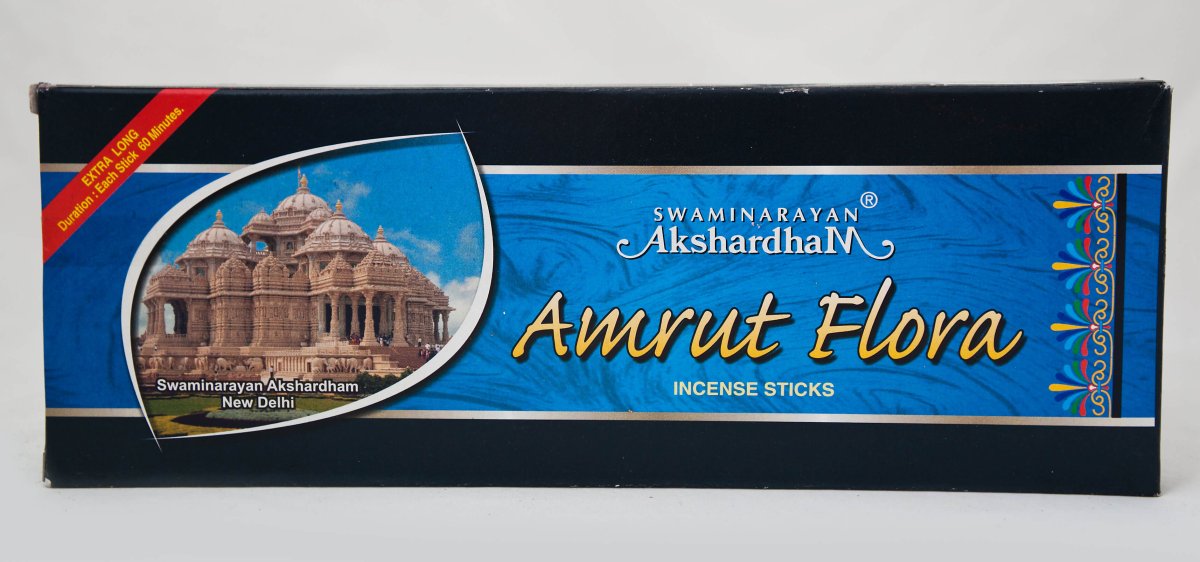 EXTRA LONG
Duration : Each Stick 60 Minutes.
Swaminarayan Akshardham
New Delhi
SWAMINARAYAN®
AkshardhaM
Amrut Flora
INCENSE STICKS